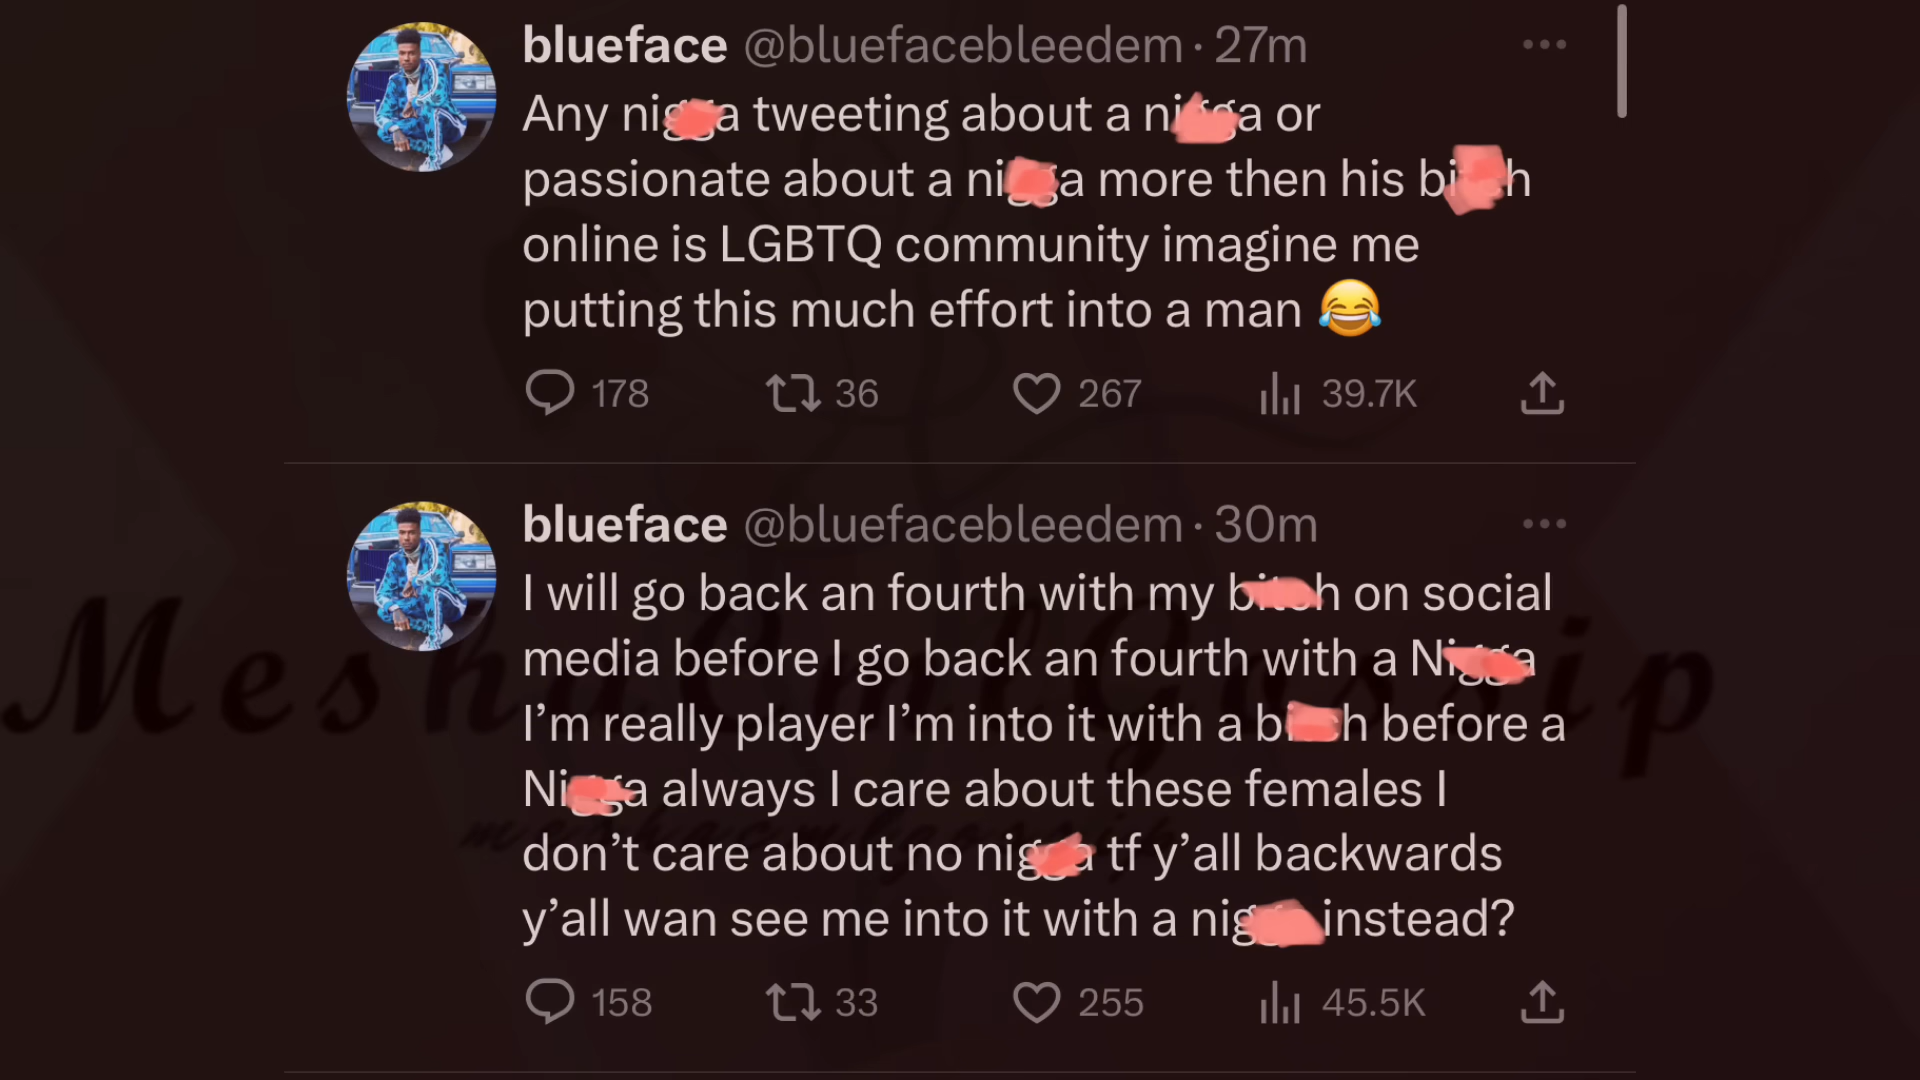 blueface @bluefacebleedem · 27m
Any nigga tweeting about a nigga or
passionate about a nigga more then his bitch
online is LGBTQ community imagine me
putting this much effort into a man 😂
178 36 267 39.7K
blueface @bluefacebleedem · 30m
I will go back an fourth with my bitch on social
media before I go back an fourth with a Nigga
I’m really player I’m into it with a bitch before a
Nigga always I care about these females I
don’t care about no nigga tf y’all backwards
y’all wan see me into it with a nigga instead?
158 33 255 45.5K